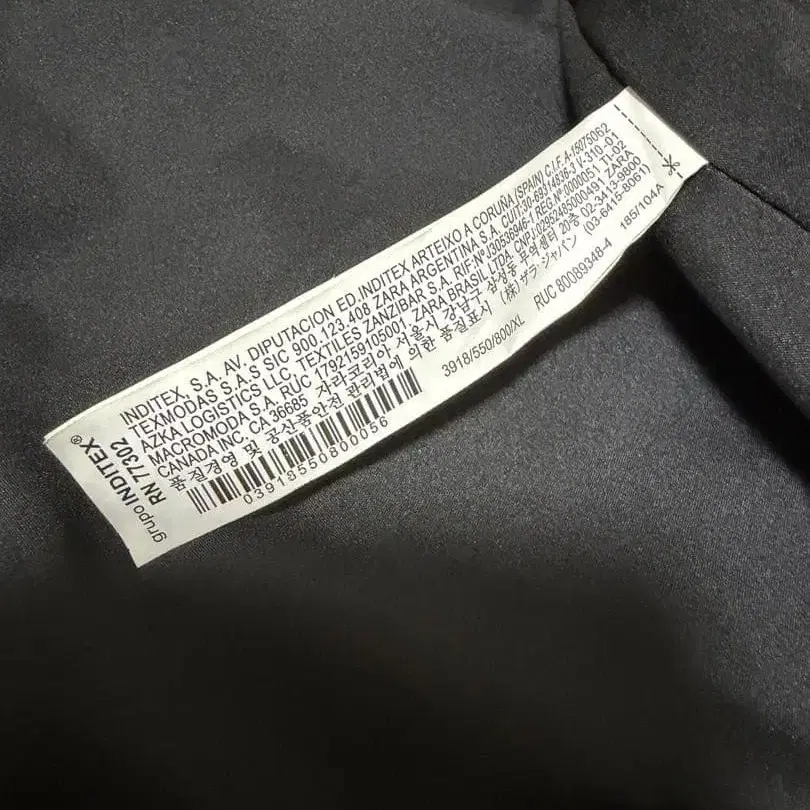 grupo INDITEX®
RN 77302
INDITEX, S.A. AV. DIPUTACION ED.INDITEX ARTEIXO A CORUÑA (SPAIN) C.I.F. A-15075062
TEXMODAS S.A.S SIC 900.123.408 ZARA ARGENTINA S.A. CUIT:30-69514836-3 V-310-01
AZKA LOGISTICS LLC, TEXTILES ZANZIBAR S.A. RIF.Nº J30536946-1 REG.Nº 0000051 TI-02
MACROMODA S.A. RUC 1792159105001 ZARA BRASIL LTDA. CNPJ-02952485000491 ZARA
CANADA INC. CA 36685 자라코리아 서울시 강남구 삼성동 무역센터 20층 02-3413-9800
품질경영 및 공산품안전 관리법에 의한 품질표시 (株) ザラ·ジャパン (03-6415-8061)
03918550800056
3918/550/800/XL
RUC 80089348-4
185/104A